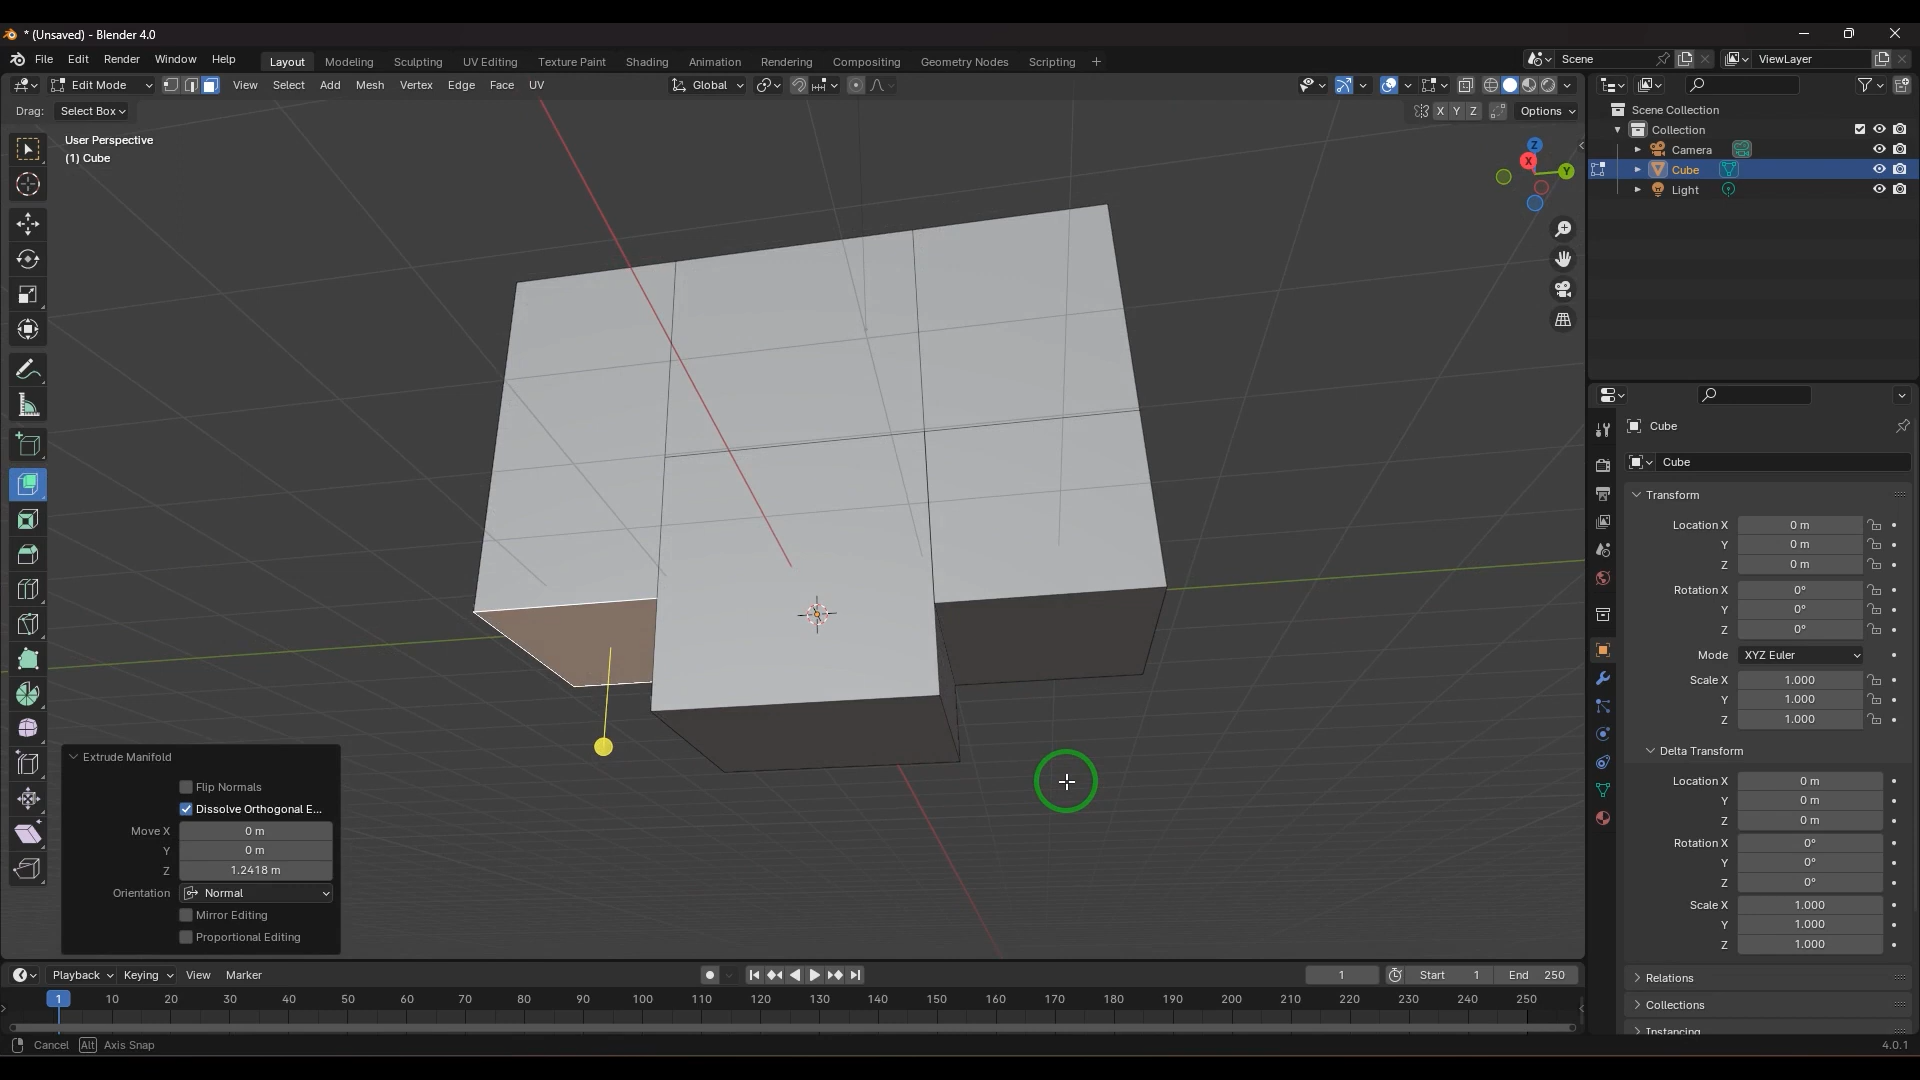 * (Unsaved) - Blender 4.0
File Edit Render Window Help
Layout Modeling Sculpting UV Editing Texture Paint Shading Animation Rendering Compositing Geometry Nodes Scripting +
Scene ViewLayer
Edit Mode View Select Add Mesh Vertex Edge Face UV Global
Drag: Select Box X Y Z Options
User Perspective
(1) Cube
Z
X
Y
Scene Collection
Collection
Camera
Cube
Light
Cube
Cube
Transform
Location X 0 m
Y 0 m
Z 0 m
Rotation X 0°
Y 0°
Z 0°
Mode XYZ Euler
Scale X 1.000
Y 1.000
Z 1.000
Delta Transform
Location X 0 m
Y 0 m
Z 0 m
Rotation X 0°
Y 0°
Z 0°
Scale X 1.000
Y 1.000
Z 1.000
Relations
Collections
Instancing
Extrude Manifold
Flip Normals
Dissolve Orthogonal E...
Move X 0 m
Y 0 m
Z 1.2418 m
Orientation Normal
Mirror Editing
Proportional Editing
Playback Keying View Marker 1 Start 1 End 250
1 10 20 30 40 50 60 70 80 90 100 110 120 130 140 150 160 170 180 190 200 210 220 230 240 250
Cancel Alt Axis Snap 4.0.1